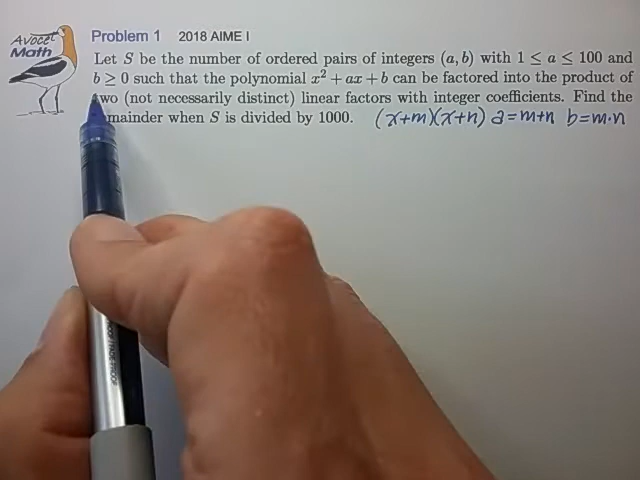 Avocet
Math
Problem 1 2018 AIME I
Let S be the number of ordered pairs of integers (a, b) with 1 ≤ a ≤ 100 and
b ≥ 0 such that the polynomial x² + ax + b can be factored into the product of
two (not necessarily distinct) linear factors with integer coefficients. Find the
mainder when S is divided by 1000. (x+m)(x+n) a=m+n b=m·n